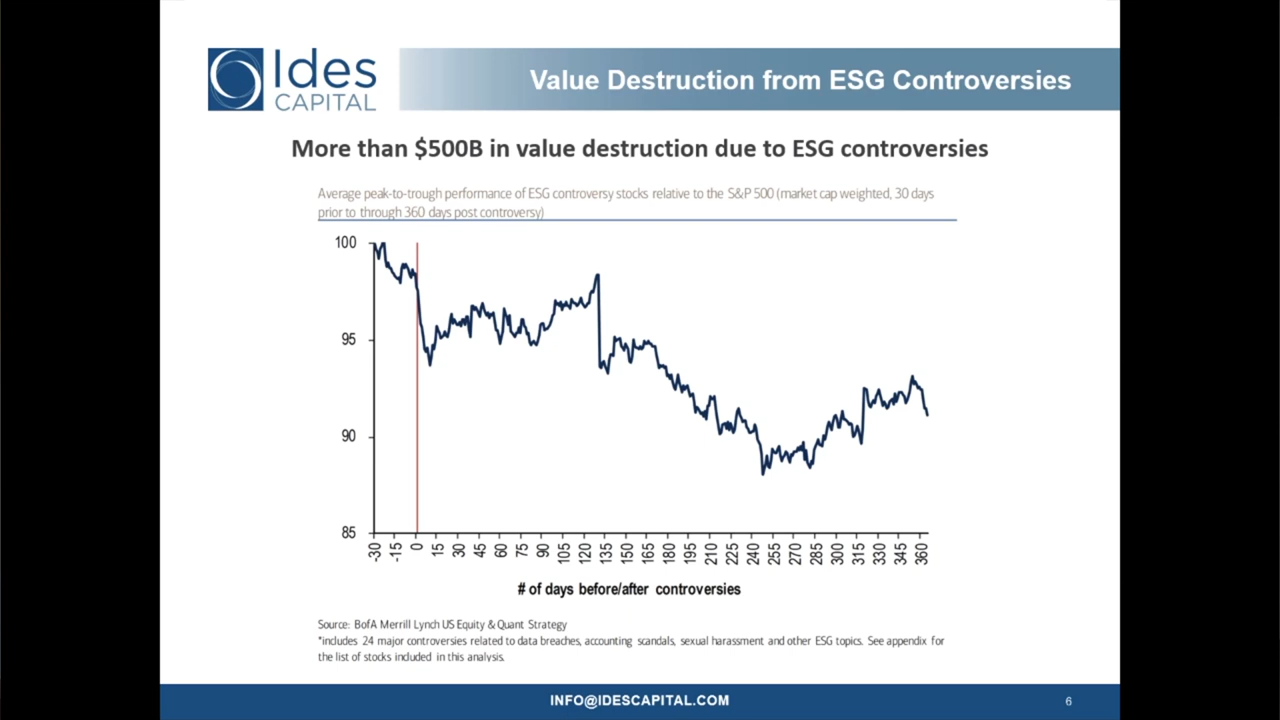 Ides
CAPITAL
Value Destruction from ESG Controversies
More than $500B in value destruction due to ESG controversies
Average peak-to-trough performance of ESG controversy stocks relative to the S&P 500 (market cap weighted, 30 days
prior to through 360 days post controversy)
100
95
90
85
-30 -15 0 15 30 45 60 75 90 105 120 135 150 165 180 195 210 225 240 255 270 285 300 315 330 345 360
# of days before/after controversies
Source: BofA Merrill Lynch US Equity & Quant Strategy
*includes 24 major controversies related to data breaches, accounting scandals, sexual harassment and other ESG topics. See appendix for
the list of stocks included in this analysis.
INFO@IDESCAPITAL.COM
6